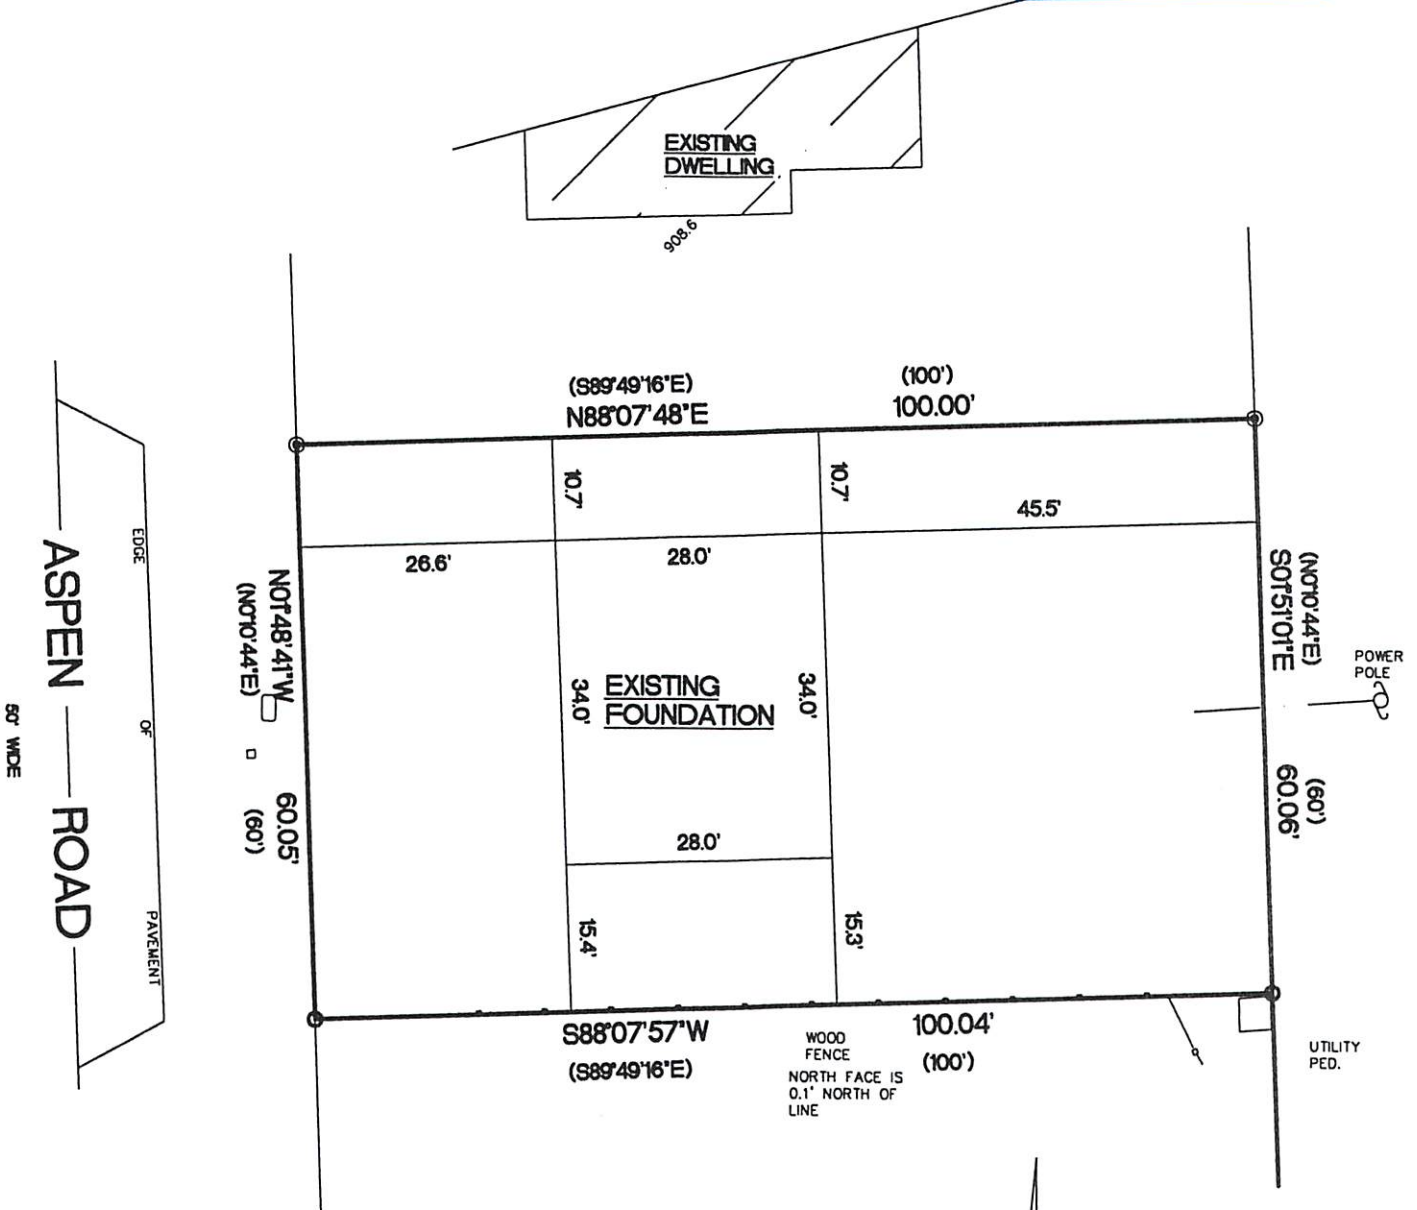 EXISTING
DWELLING
908.6
(S89°49'16"E)
N88°07'48"E
(100')
100.00'
10.7'
10.7'
45.5'
26.6'
28.0'
EDGE
OF
PAVEMENT
ASPEN ROAD
50' WIDE
N01°48'41"W
(N0°10'44"E)
60.05'
(60')
34.0'
EXISTING
FOUNDATION
34.0'
(N0°10'44"E)
S01°51'01"E
POWER
POLE
(60')
60.06'
28.0'
15.4'
15.3'
S88°07'57"W
(S89°49'16"E)
WOOD
FENCE
NORTH FACE IS
0.1' NORTH OF
LINE
100.04'
(100')
UTILITY
PED.